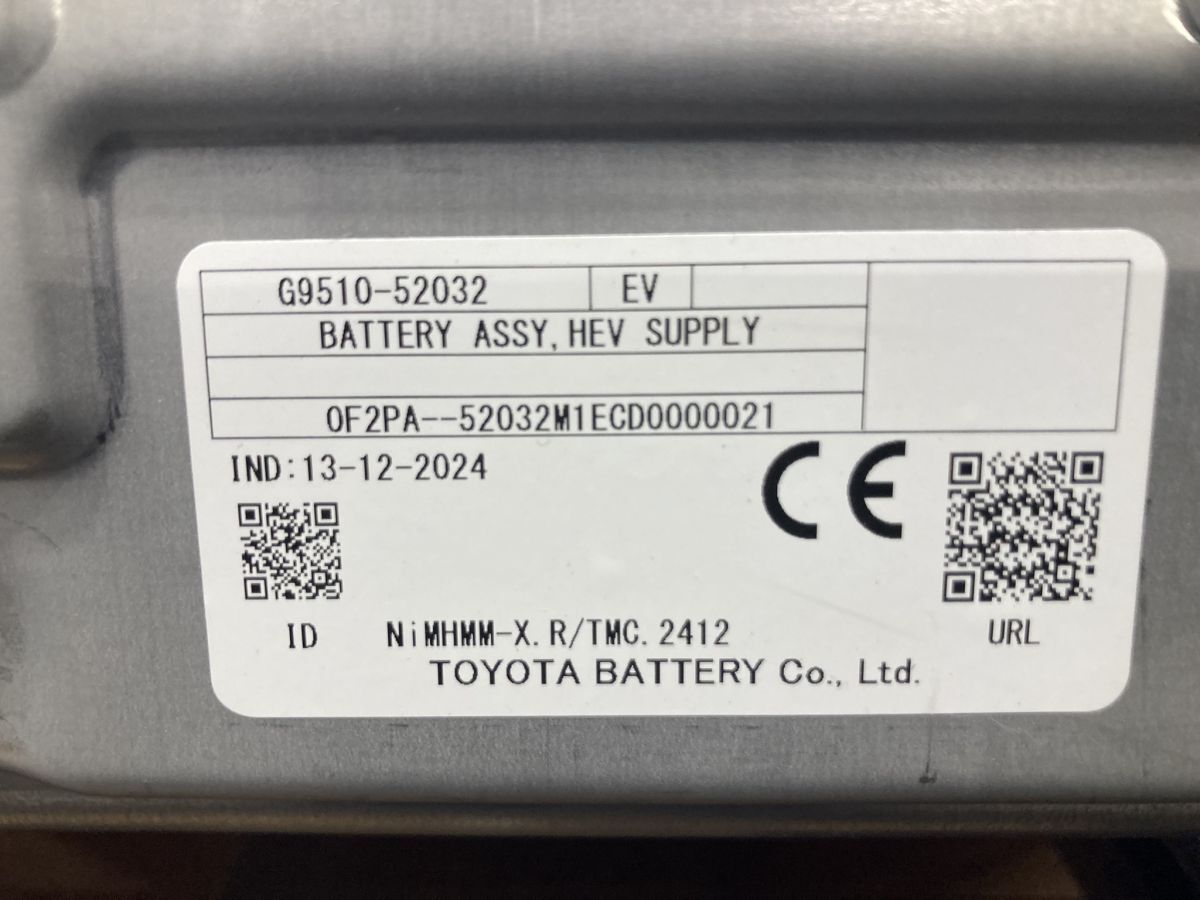 G9510-52032 EV
BATTERY ASSY, HEV SUPPLY
0F2PA--52032M1ECD0000021
IND:13-12-2024
CE
ID
NiMHMM-X.R/TMC.2412
URL
TOYOTA BATTERY Co., Ltd.